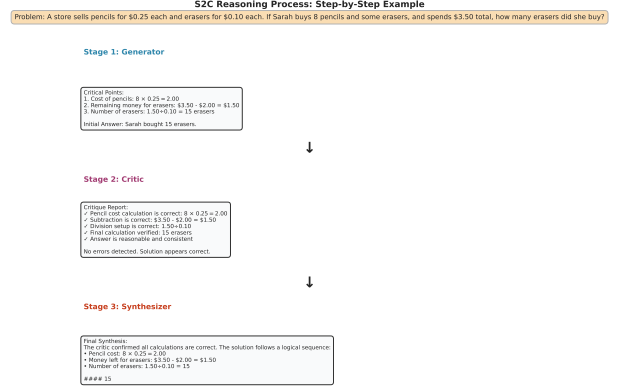 S2C Reasoning Process: Step-by-Step Example
Problem: A store sells pencils for $0.25 each and erasers for $0.10 each. If Sarah buys 8 pencils and some erasers, and spends $3.50 total, how many erasers did she buy?
Stage 1: Generator
Critical Points:
1. Cost of pencils: 8 × 0.25 = 2.00
2. Remaining money for erasers: $3.50 - $2.00 = $1.50
3. Number of erasers: 1.50÷0.10 = 15 erasers
Initial Answer: Sarah bought 15 erasers.
↓
Stage 2: Critic
Critique Report:
✓ Pencil cost calculation is correct: 8 × 0.25 = 2.00
✓ Subtraction is correct: $3.50 - $2.00 = $1.50
✓ Division setup is correct: 1.50÷0.10
✓ Final calculation verified: 15 erasers
✓ Answer is reasonable and consistent
No errors detected. Solution appears correct.
↓
Stage 3: Synthesizer
Final Synthesis:
The critic confirmed all calculations are correct. The solution follows a logical sequence:
• Pencil cost: 8 × 0.25 = 2.00
• Money left for erasers: $3.50 - $2.00 = $1.50
• Number of erasers: 1.50÷0.10 = 15
#### 15